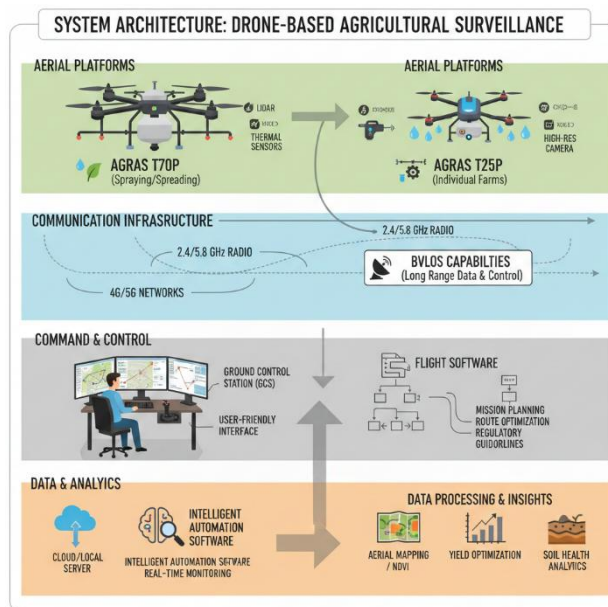 SYSTEM ARCHITECTURE: DRONE-BASED AGRICULTURAL SURVEILLANCE
AERIAL PLATFORMS
LIDAR
THERMAL
SENSORS
AGRAS T70P
(Spraying/Spreading)
AERIAL PLATFORMS
HIGH-RES
CAMERA
AGRAS T25P
(Individual Farms)
COMMUNICATION INFRASRUCTURE
2.4/5.8 GHz RADIO
2.4/5.8 GHz RADIO
4G/5G NETWORKS
BVLOS CAPABILTIES
(Long Range Data & Control)
COMMAND & CONTROL
GROUND CONTROL
STATION (GCS)
USER-FRIENDLY
INTERFACE
FLIGHT SOFTWARE
MISSION PLANNING
ROUTE OPTIMIZATION
REGULATORY
GUIDORLINES
DATA & ANALYICS
CLOUD/LOCAL
SERVER
INTELLIGENT
AUTOMATION
SOFTWARE
INTELLIGENT AUTOMATION SUFTWARE
REAL-TIME MONITORING
DATA PROCESSING & INSIGHTS
AERIAL MAPPING
/ NDVI
YIELD OPTIMIZATION
SOIL HEALTH
ANALYTICS